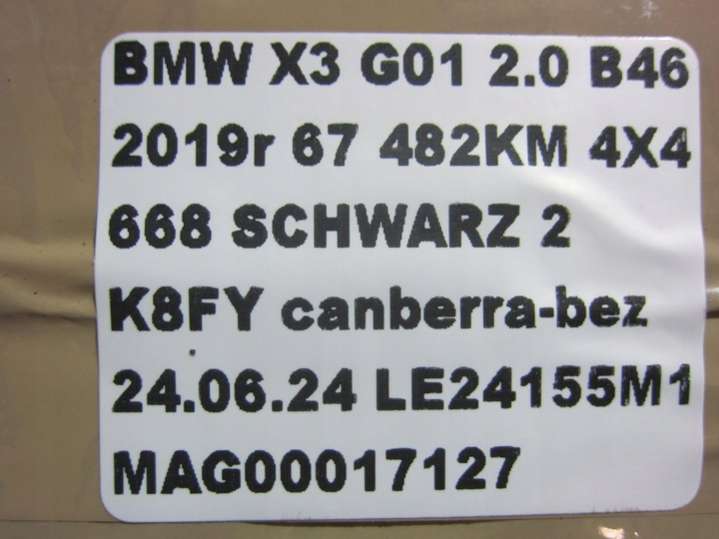 BMW X3 G01 2.0 B46
2019r 67 482KM 4X4
668 SCHWARZ 2
K8FY canberra-bez
24.06.24 LE24155M1
MAG00017127